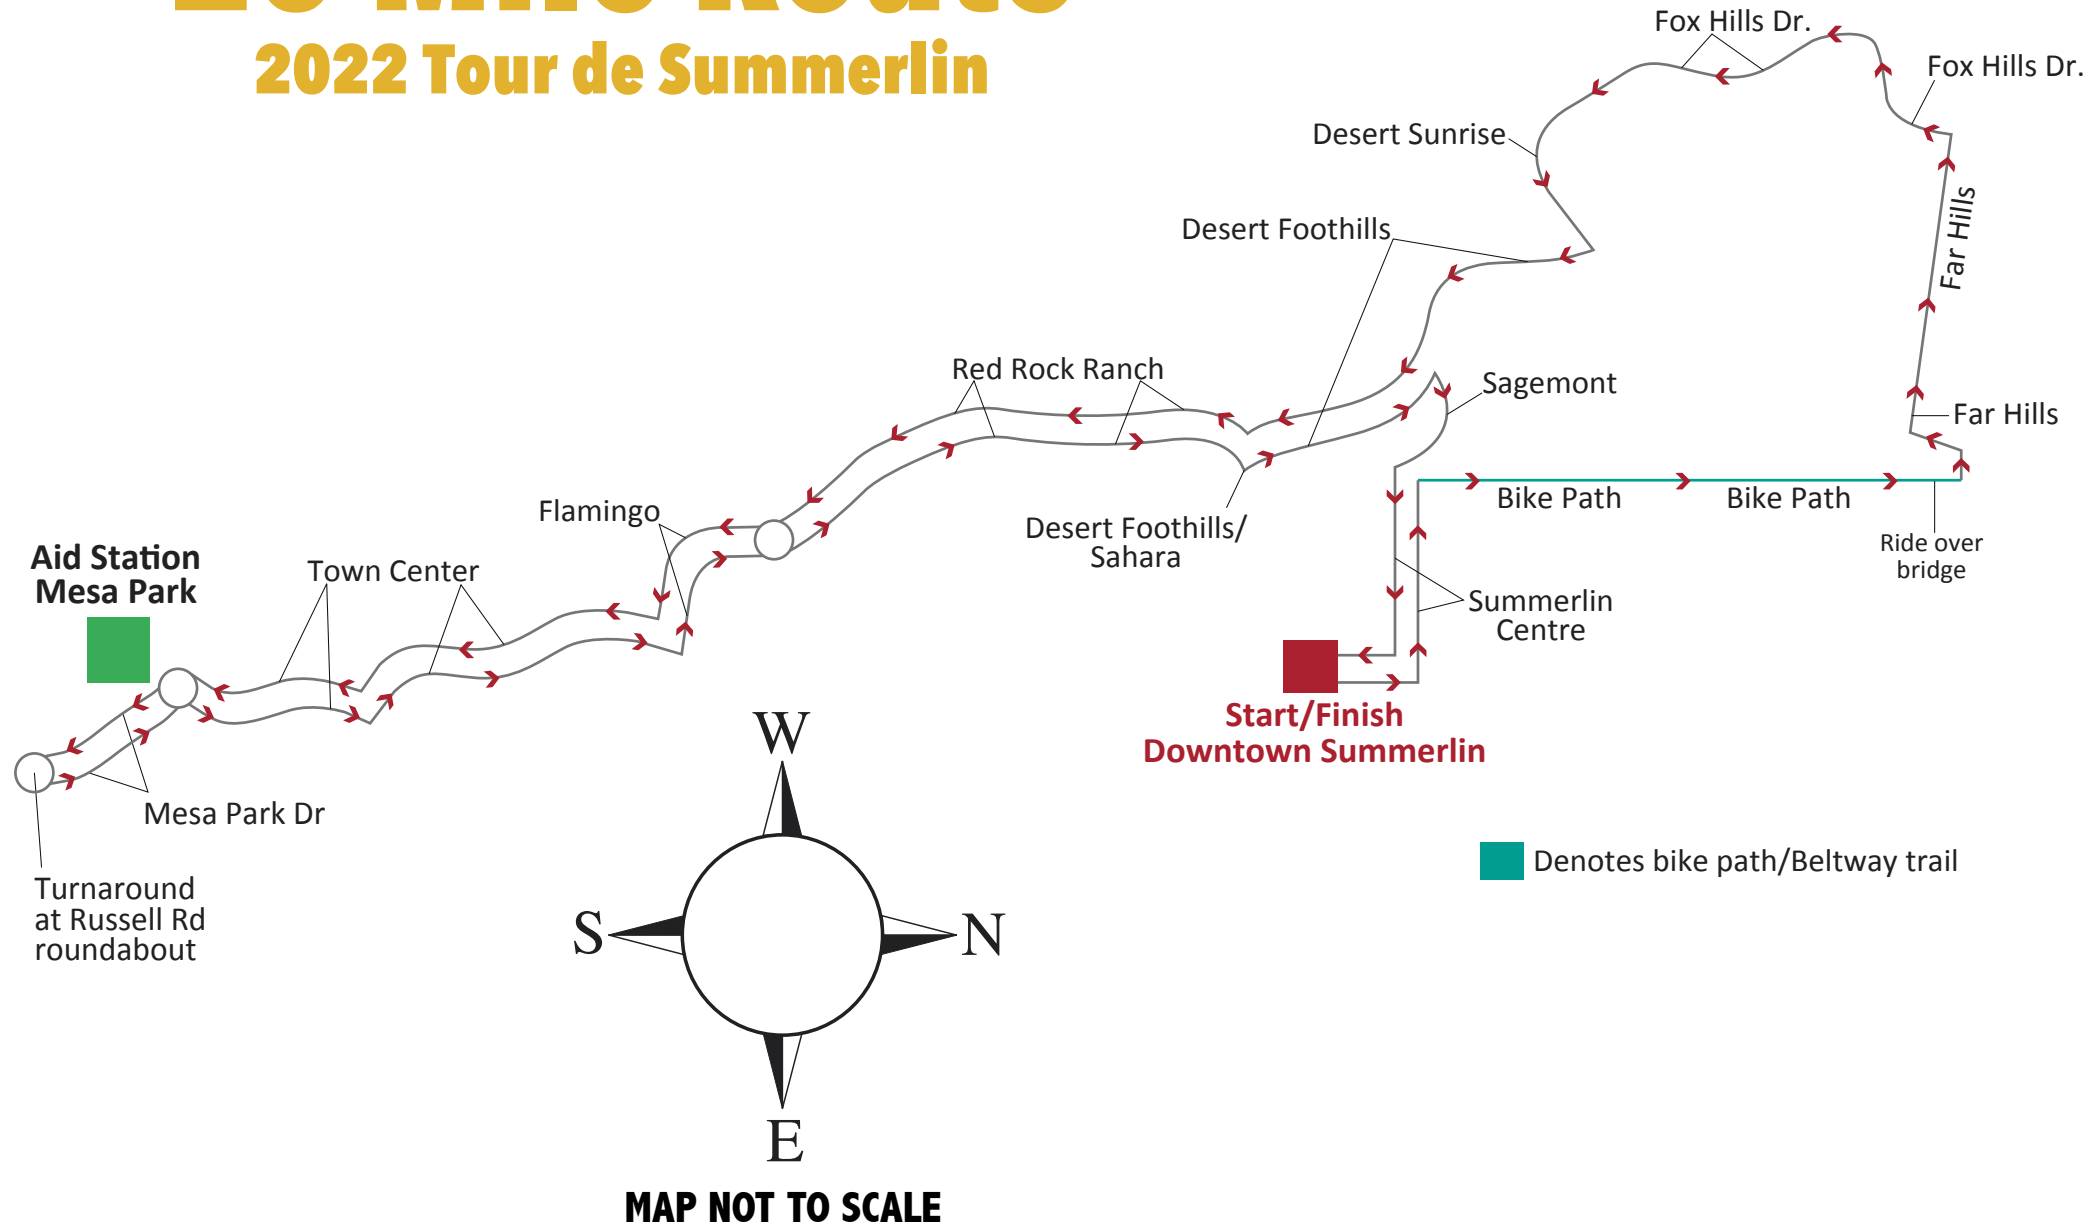 Mile Route
2022 Tour de Summerlin
Fox Hills Dr.
Fox Hills Dr.
Desert Sunrise
Far Hills
Desert Foothills
Red Rock Ranch
Sagemont
Far Hills
Bike Path
Bike Path
Flamingo
Desert Foothills/
Sahara
Ride over
bridge
Aid Station
Mesa Park
Town Center
Summerlin
Centre
Start/Finish
Downtown Summerlin
Mesa Park Dr
Turnaround
at Russell Rd
roundabout
W
S
N
E
Denotes bike path/Beltway trail
MAP NOT TO SCALE